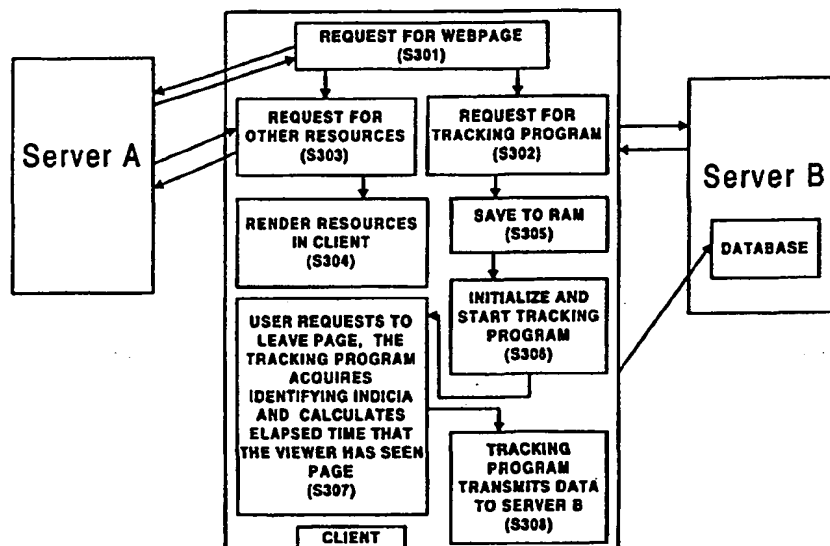 REQUEST FOR WEBPAGE
(S301)
Server A
REQUEST FOR
OTHER RESOURCES
(S303)
REQUEST FOR
TRACKING PROGRAM
(S302)
Server B
DATABASE
RENDER RESOURCES
IN CLIENT
(S304)
SAVE TO RAM
(S305)
INITIALIZE AND
START TRACKING
PROGRAM
(S306)
USER REQUESTS TO
LEAVE PAGE, THE
TRACKING PROGRAM
ACQUIRES
IDENTIFYING INDICIA
AND CALCULATES
ELAPSED TIME THAT
THE VIEWER HAS SEEN
PAGE
(S307)
TRACKING
PROGRAM
TRANSMITS DATA
TO SERVER B
(S308)
CLIENT